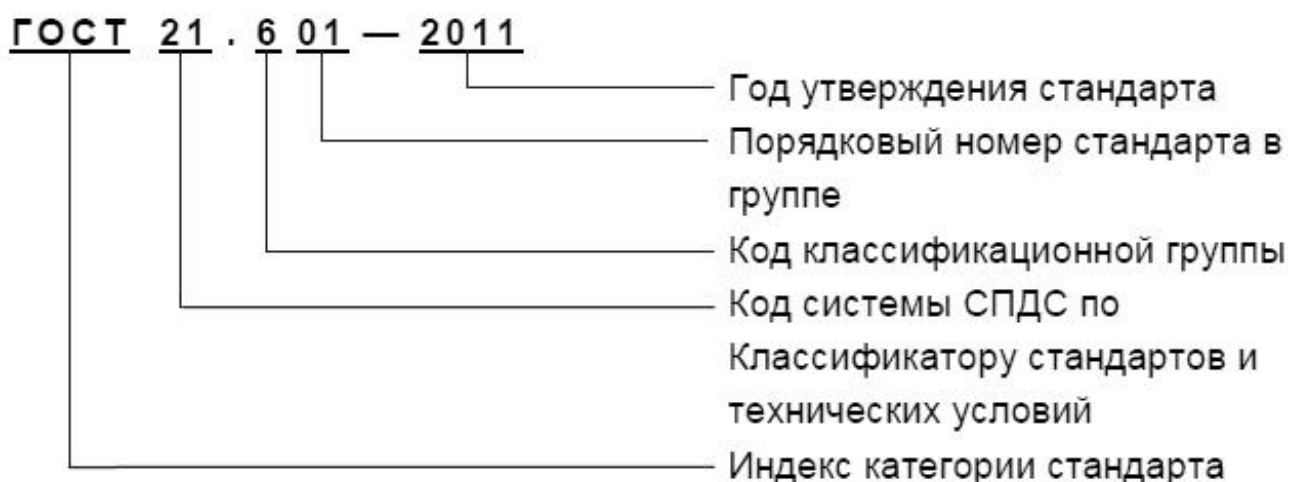 ГОСТ 21.601—2011
Год утверждения стандарта
Порядковый номер стандарта в
группе
Код классификационной группы
Код системы СПДС по
Классификатору стандартов и
технических условий
Индекс категории стандарта